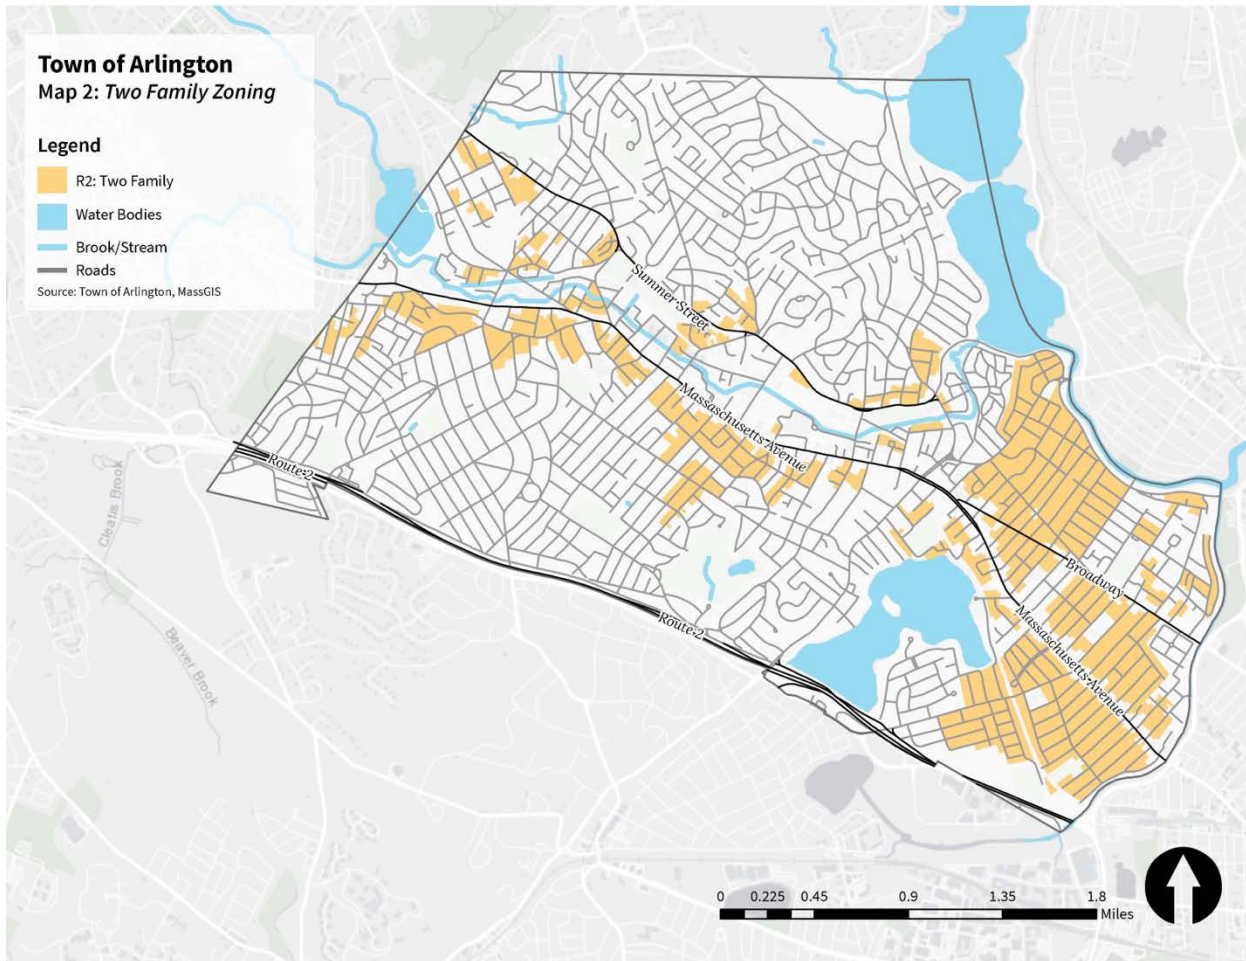 Town of Arlington
Map 2: Two Family Zoning
Legend
R2: Two Family
Water Bodies
Brook/Stream
Roads
Source: Town of Arlington, MassGIS
Summer Street
Massachusetts Avenue
Route 2
Cleatis Brook
Broadway
Route 2
Massachusetts Avenue
Beaver Brook
0 0.225 0.45 0.9 1.35 1.8
Miles